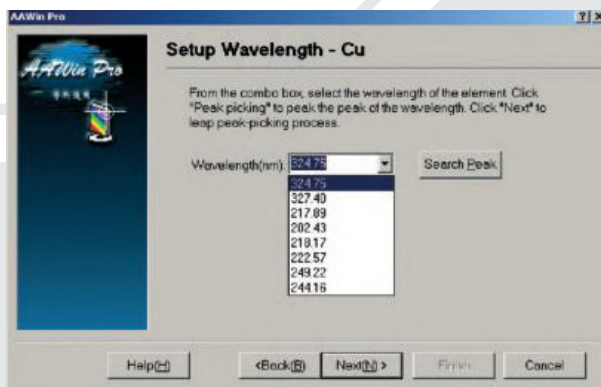 AAWin Pro
AAWin Pro
Setup Wavelength - Cu
From the combo box, select the wavelength of the element. Click
"Peak picking" to peak the peak of the wavelength. Click "Next" to
leap peak-picking process.
Wavelength(nm): 324.75 Search Peak
324.75
327.40
217.89
202.43
218.17
222.57
249.22
244.16
Help(H) <Back(B) Next(N) > Finish Cancel